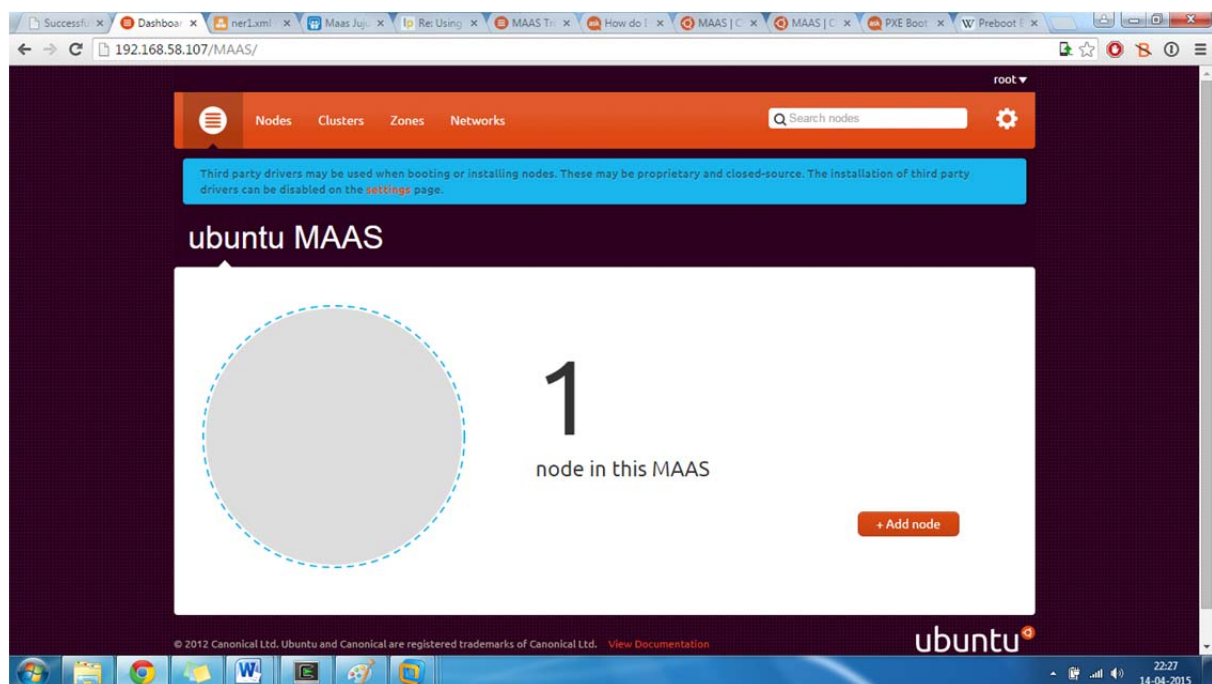 Successfu
Dashboar
ner1.xml
Maas Juju
Re: Using
MAAS Tri
How do I
MAAS | C
MAAS | C
PXE Boot
Preboot E
192.168.58.107/MAAS/
root
Nodes Clusters Zones Networks Search nodes
Third party drivers may be used when booting or installing nodes. These may be proprietary and closed-source. The installation of third party
drivers can be disabled on the settings page.
ubuntu MAAS
1
node in this MAAS
+ Add node
© 2012 Canonical Ltd. Ubuntu and Canonical are registered trademarks of Canonical Ltd. View Documentation
ubuntu
22:27
14-04-2015